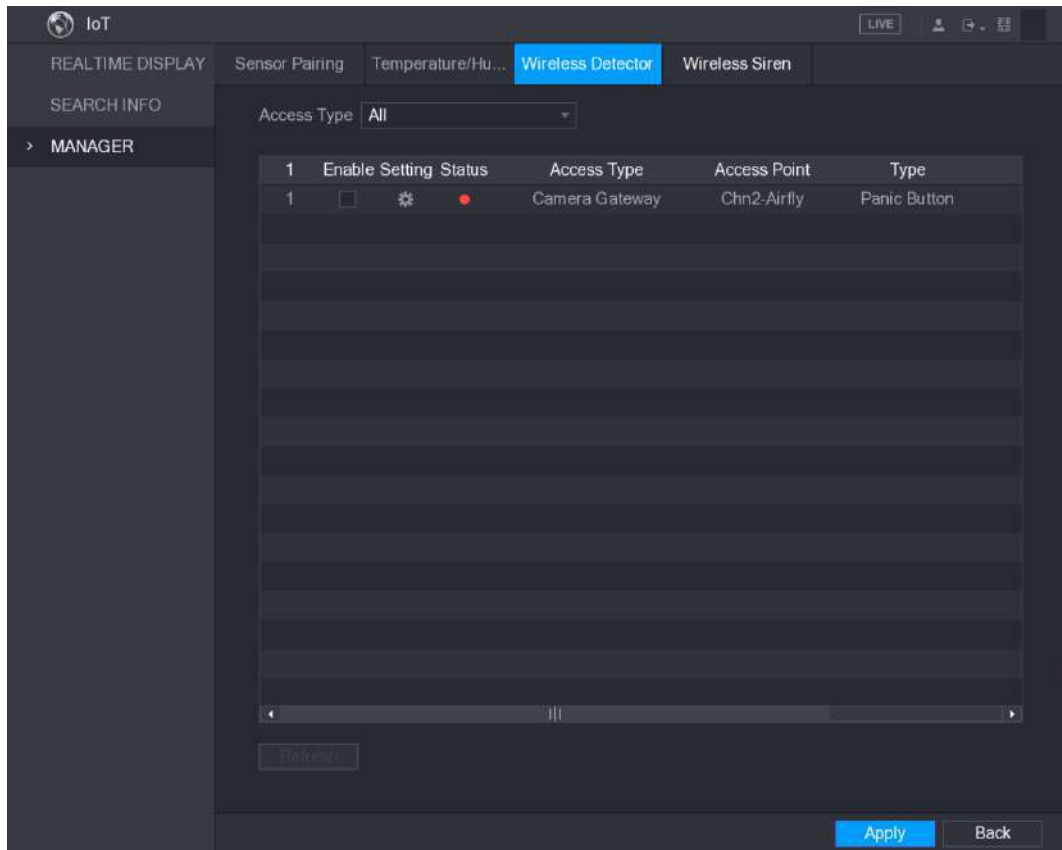 IoT LIVE
REALTIME DISPLAY
SEARCH INFO
MANAGER
Sensor Pairing Temperature/Hu... Wireless Detector Wireless Siren
Access Type All
1 Enable Setting Status Access Type Access Point Type
1 Camera Gateway Chn2-Airfly Panic Button
Refresh
Apply Back